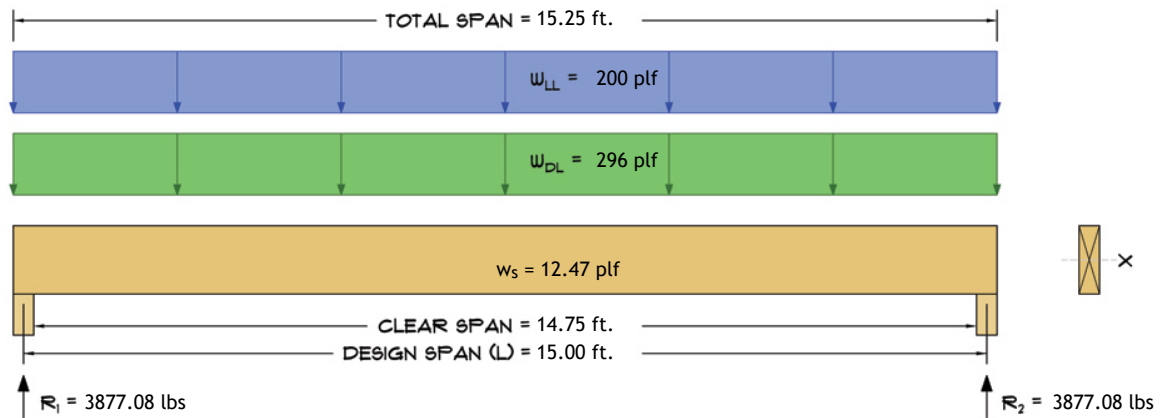 TOTAL SPAN = 15.25 ft.
wLL = 200 plf
wDL = 296 plf
ws = 12.47 plf
X
CLEAR SPAN = 14.75 ft.
DESIGN SPAN (L) = 15.00 ft.
R1 = 3877.08 lbs
R2 = 3877.08 lbs